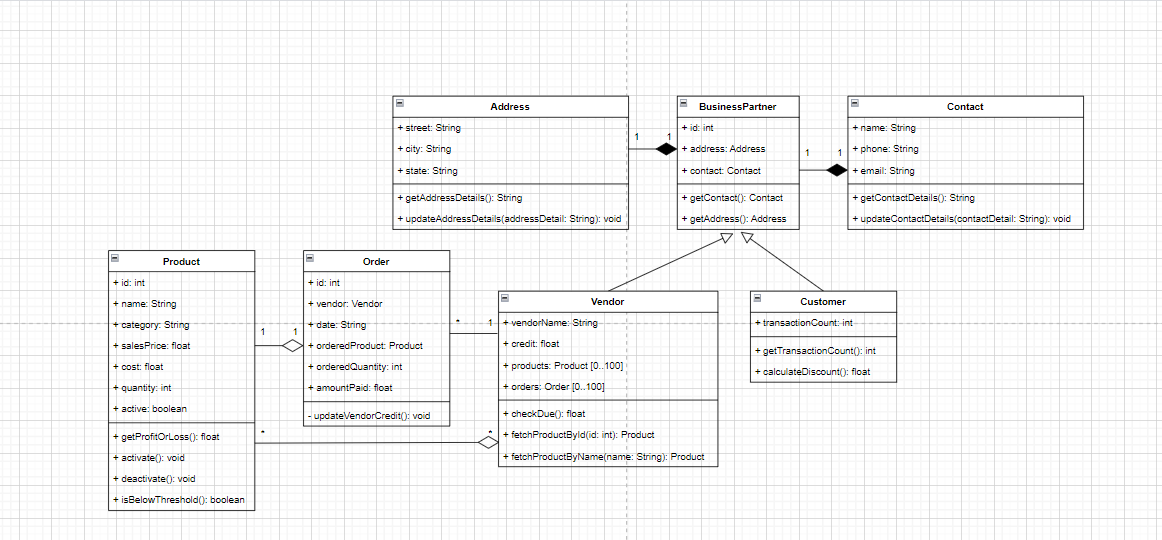 Address
+ street: String
+ city: String
+ state: String
+ getAddressDetails(): String
+ updateAddressDetails(addressDetail: String): void
1
1
BusinessPartner
+ id: int
+ address: Address
+ contact: Contact
+ getContact(): Contact
+ getAddress(): Address
1
1
Contact
+ name: String
+ phone: String
+ email: String
+ getContactDetails(): String
+ updateContactDetails(contactDetail: String): void
Product
+ id: int
+ name: String
+ category: String
+ salesPrice: float
+ cost: float
+ quantity: int
+ active: boolean
+ getProfitOrLoss(): float
+ activate(): void
+ deactivate(): void
+ isBelowThreshold(): boolean
1
1
Order
+ id: int
+ vendor: Vendor
+ date: String
+ orderedProduct: Product
+ orderedQuantity: int
+ amountPaid: float
- updateVendorCredit(): void
*
1
*
*
Vendor
+ vendorName: String
+ credit: float
+ products: Product [0..100]
+ orders: Order [0..100]
+ checkDue(): float
+ fetchProductById(id: int): Product
+ fetchProductByName(name: String): Product
Customer
+ transactionCount: int
+ getTransactionCount(): int
+ calculateDiscount(): float